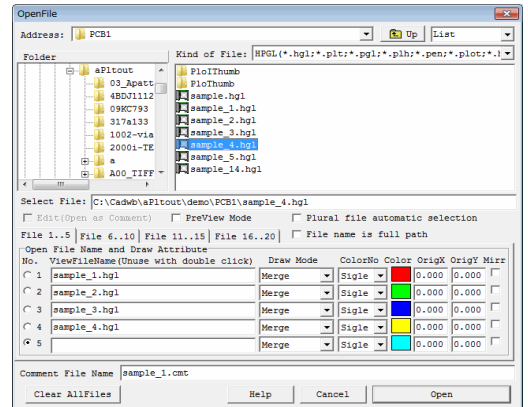 OpenFile
Address: PCB1 Up List
Folder
Kind of File: HPGL(*.hgl;*.plt;*.pgl;*.plh;*.pen;*.plot;*.
aPltout
03_Apatt
4BDJ1112
09KC793
317a133
1002-via
2000i-TE
a
A00_TIFF
PloIThumb
PloThumb
sample.hgl
sample_1.hgl
sample_2.hgl
sample_3.hgl
sample_4.hgl
sample_5.hgl
sample_14.hgl
Select File: C:\Cadwb\aPltout\demo\PCB1\sample_4.hgl
Edit(Open as Comment) PreView Mode Plural file automatic selection
File 1..5 File 6..10 File 11..15 File 16..20 File name is full path
Open File Name and Draw Attribute
No. ViewFileName(Unuse with double click) Draw Mode ColorNo Color OrigX OrigY Mirr
1 sample_1.hgl Merge Sigle 0.000 0.000
2 sample_2.hgl Merge Sigle 0.000 0.000
3 sample_3.hgl Merge Sigle 0.000 0.000
4 sample_4.hgl Merge Sigle 0.000 0.000
5 Merge Sigle 0.000 0.000
Comment File Name sample_1.cmt
Clear AllFiles Help Cancel Open